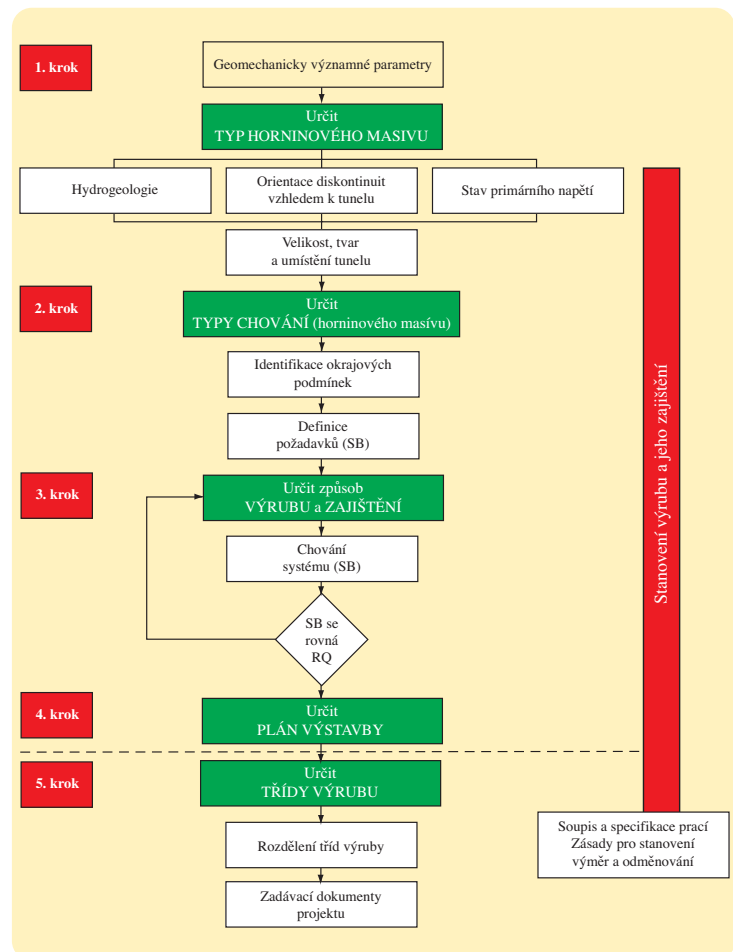 1. krok
Geomechanicky významné parametry
Určit
TYP HORNINOVÉHO MASIVU
Hydrogeologie
Orientace diskontinuit
vzhledem k tunelu
Stav primárního napětí
Velikost, tvar
a umístění tunelu
2. krok
Určit
TYPY CHOVÁNÍ (horninového masívu)
Identifikace okrajových
podmínek
Definice
požadavků (SB)
3. krok
Určit způsob
VÝRUBU a ZAJIŠTĚNÍ
Chování
systému (SB)
SB se
rovná
RQ
4. krok
Určit
PLÁN VÝSTAVBY
5. krok
Určit
TŘÍDY VÝRUBU
Rozdělení tříd výruby
Zadávací dokumenty
projektu
Stanovení výrubu a jeho zajištění
Soupis a specifikace prací
Zásady pro stanovení
výměr a odměnování